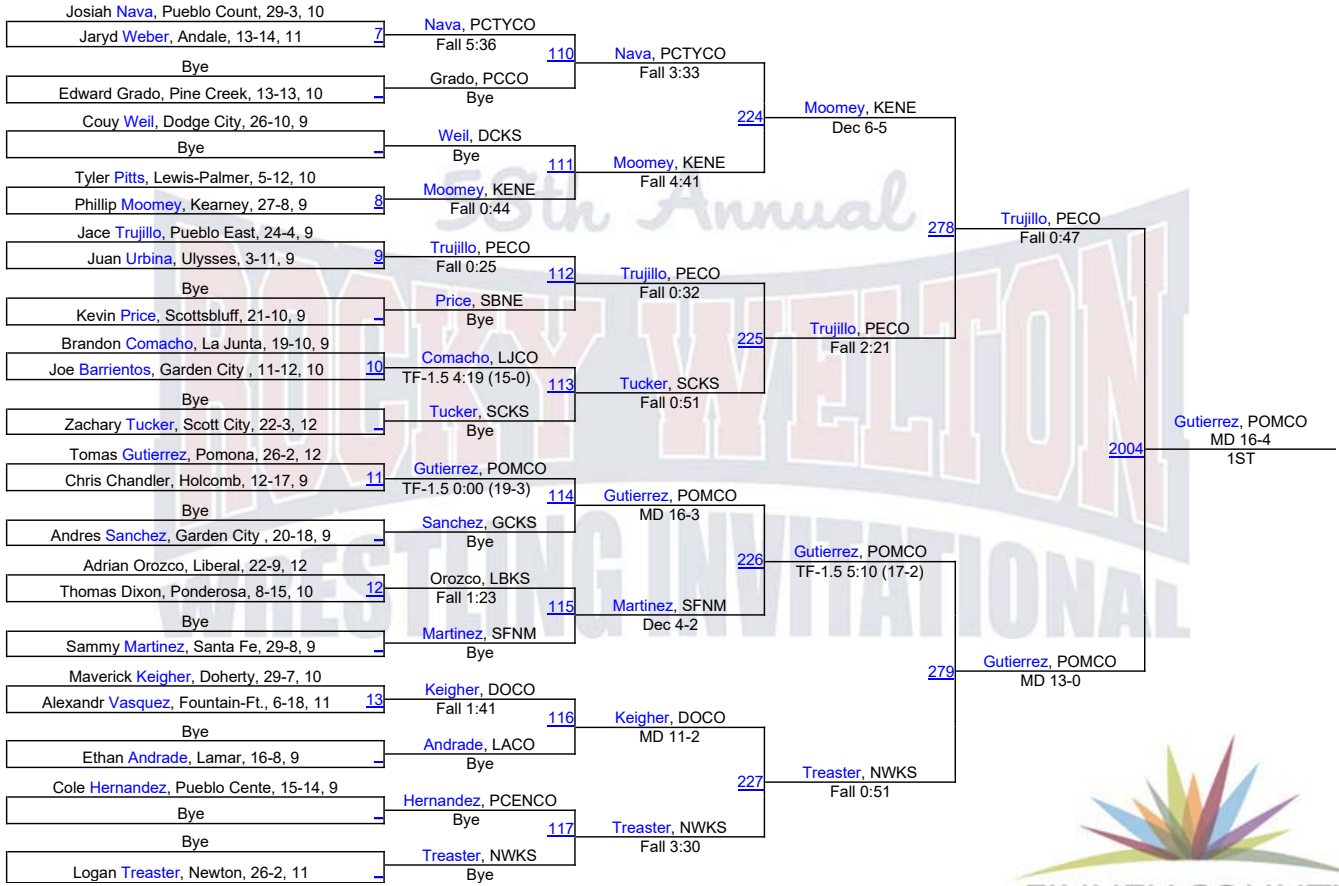 Josiah Nava, Pueblo Count, 29-3, 10
Jaryd Weber, Andale, 13-14, 11
7
Bye
Edward Grado, Pine Creek, 13-13, 10
Couy Weil, Dodge City, 26-10, 9
Bye
Tyler Pitts, Lewis-Palmer, 5-12, 10
Phillip Moomey, Kearney, 27-8, 9
8
Jace Trujillo, Pueblo East, 24-4, 9
Juan Urbina, Ulysses, 3-11, 9
9
Bye
Kevin Price, Scottsbluff, 21-10, 9
Brandon Comacho, La Junta, 19-10, 9
Joe Barrientos, Garden City , 11-12, 10
10
Bye
Zachary Tucker, Scott City, 22-3, 12
Tomas Gutierrez, Pomona, 26-2, 12
Chris Chandler, Holcomb, 12-17, 9
11
Bye
Andres Sanchez, Garden City , 20-18, 9
Adrian Orozco, Liberal, 22-9, 12
Thomas Dixon, Ponderosa, 8-15, 10
12
Bye
Sammy Martinez, Santa Fe, 29-8, 9
Maverick Keigher, Doherty, 29-7, 10
Alexandr Vasquez, Fountain-Ft., 6-18, 11
13
Bye
Ethan Andrade, Lamar, 16-8, 9
Cole Hernandez, Pueblo Cente, 15-14, 9
Bye
Bye
Logan Treaster, Newton, 26-2, 11
Nava, PCTYCO
Fall 5:36
110
Grado, PCCO
Bye
Weil, DCKS
Bye
111
Moomey, KENE
Fall 0:44
Trujillo, PECO
Fall 0:25
112
Price, SBNE
Bye
Comacho, LJCO
TF-1.5 4:19 (15-0)
113
Tucker, SCKS
Bye
Gutierrez, POMCO
TF-1.5 0:00 (19-3)
114
Sanchez, GCKS
Bye
Orozco, LBKS
Fall 1:23
115
Martinez, SFNM
Bye
Keigher, DOCO
Fall 1:41
116
Andrade, LACO
Bye
Hernandez, PCENCO
Bye
117
Treaster, NWKS
Bye
Nava, PCTYCO
Fall 3:33
224
Moomey, KENE
Fall 4:41
Trujillo, PECO
Fall 0:32
225
Tucker, SCKS
Fall 0:51
Gutierrez, POMCO
MD 16-3
226
Martinez, SFNM
Dec 4-2
Keigher, DOCO
MD 11-2
227
Treaster, NWKS
Fall 3:30
Moomey, KENE
Dec 6-5
278
Trujillo, PECO
Fall 2:21
Gutierrez, POMCO
TF-1.5 5:10 (17-2)
279
Treaster, NWKS
Fall 0:51
Trujillo, PECO
Fall 0:47
2004
Gutierrez, POMCO
MD 13-0
Gutierrez, POMCO
MD 16-4
1ST
58th Annual
ROCKY WELTON
WRESTLING INVITATIONAL